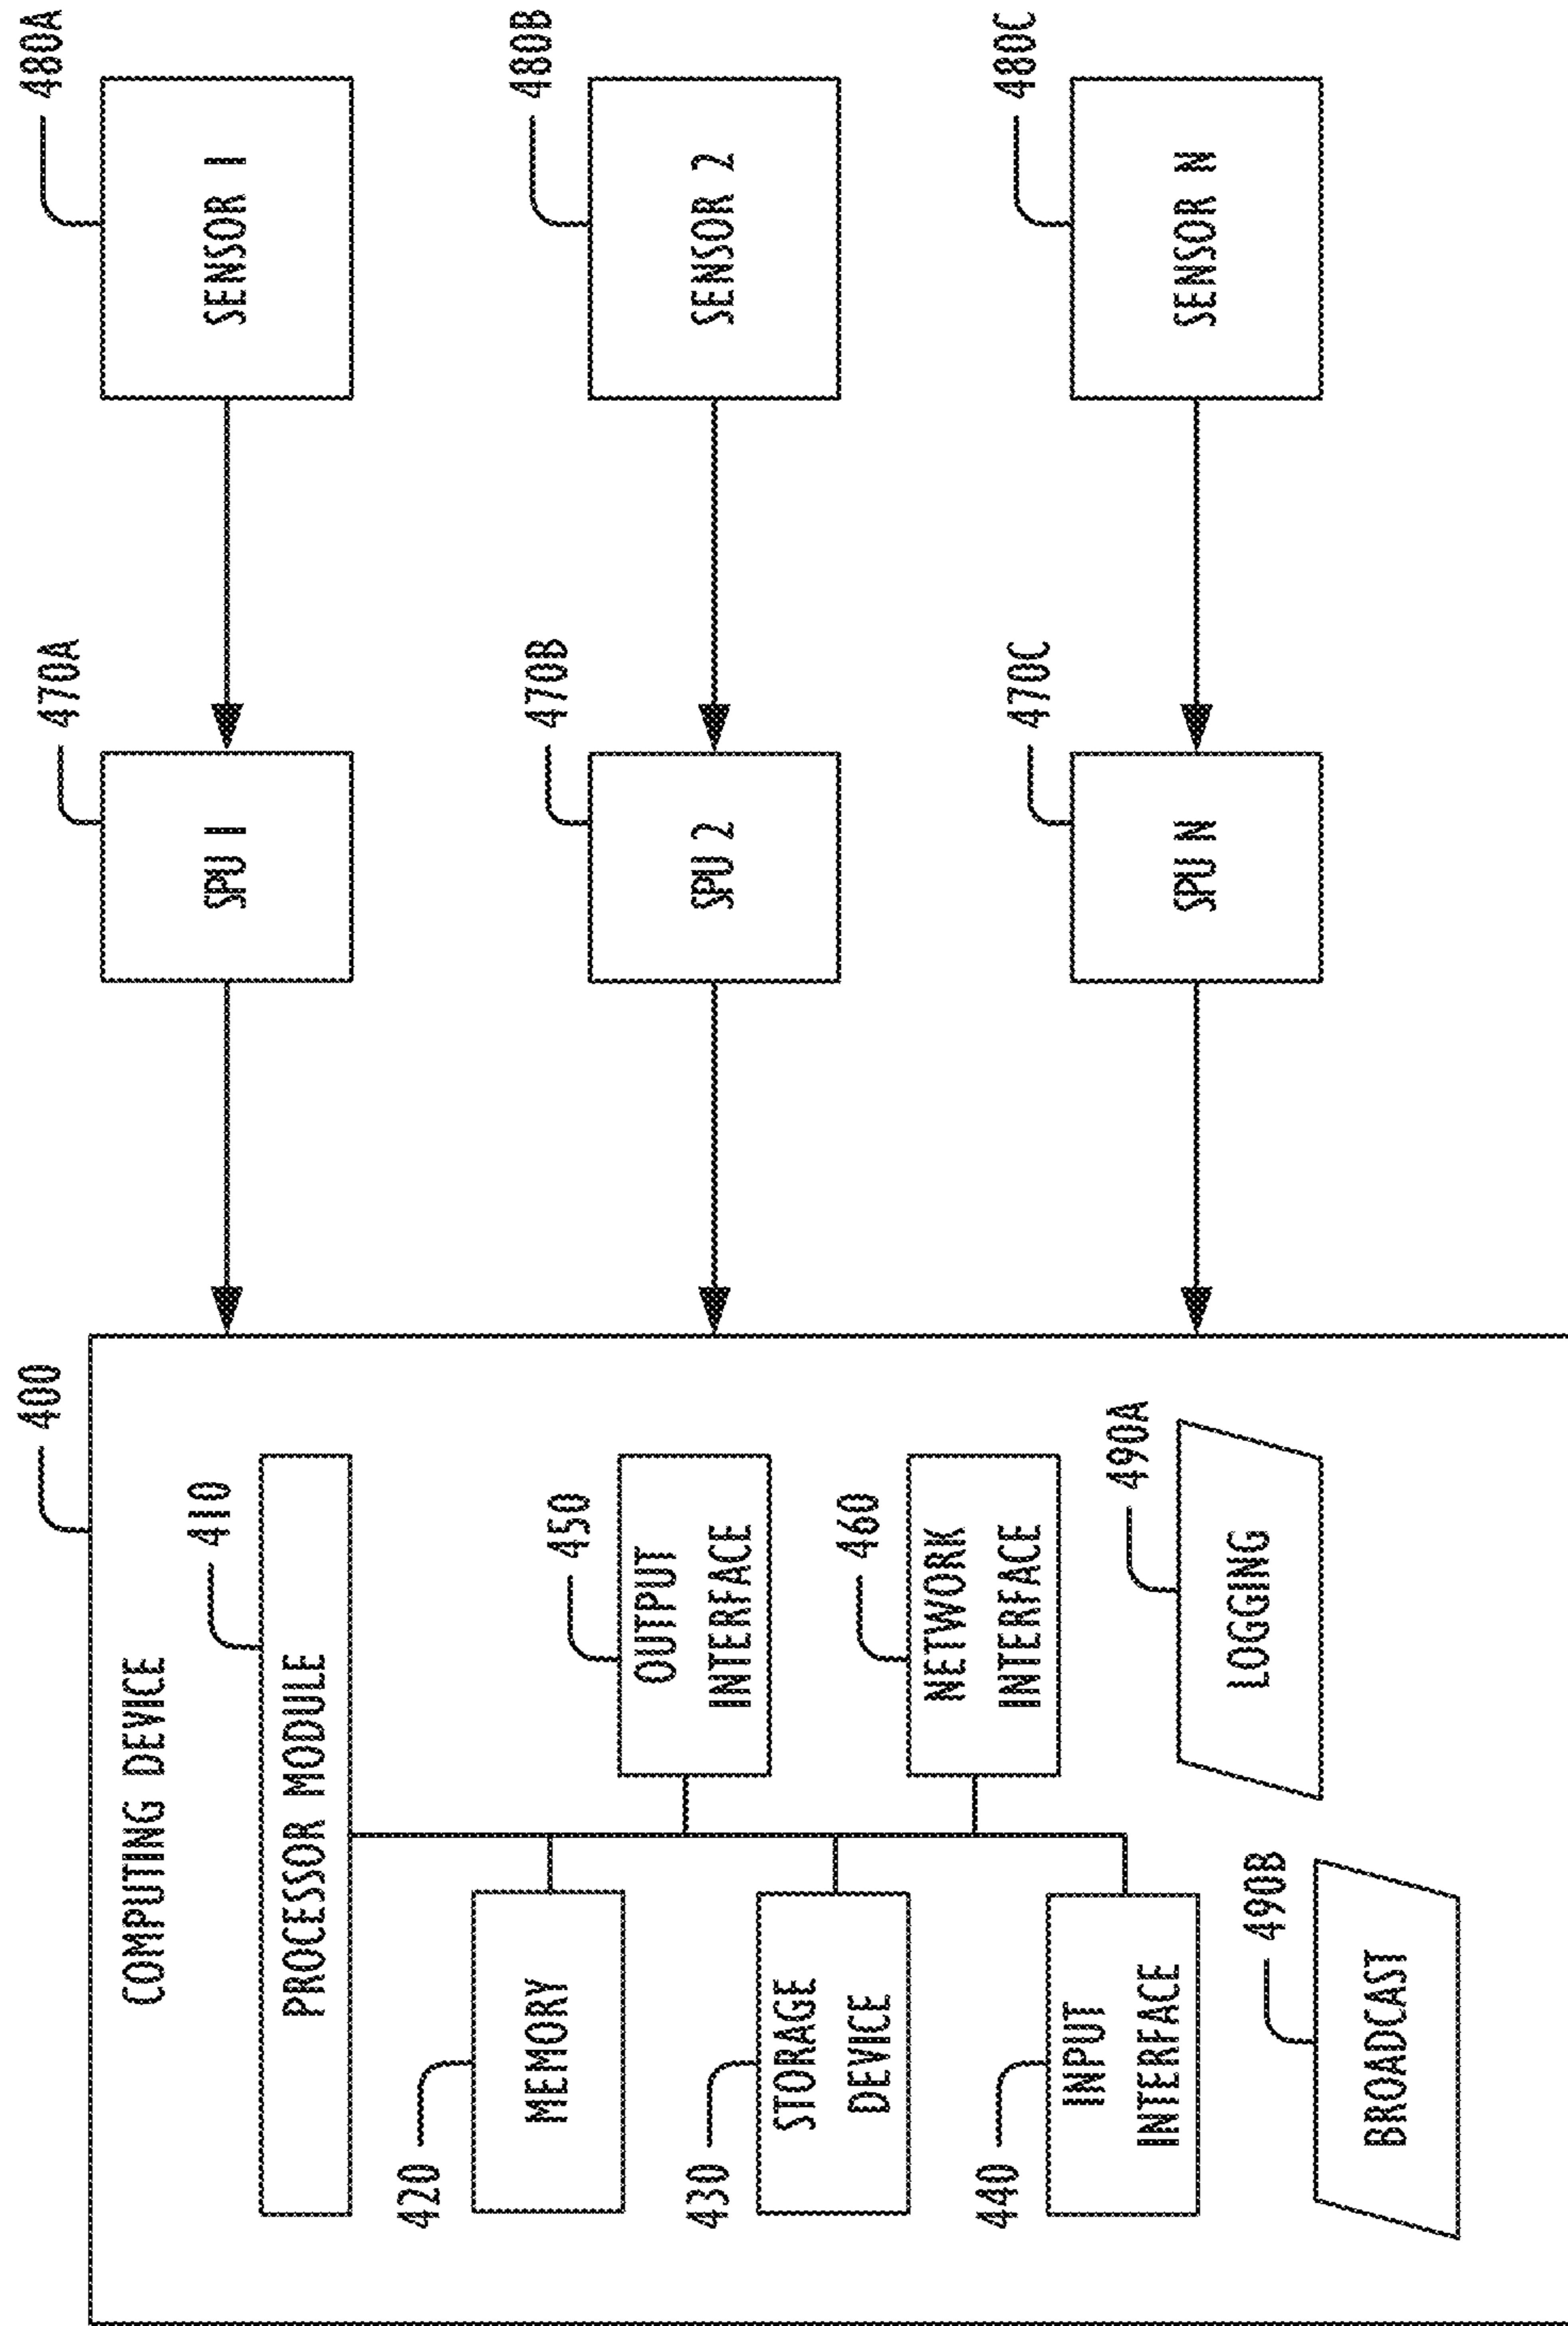 400
COMPUTING DEVICE
410
PROCESSOR MODULE
420
MEMORY
450
OUTPUT
INTERFACE
430
STORAGE
DEVICE
460
NETWORK
INTERFACE
440
INPUT
INTERFACE
490A
LOGGING
490B
BROADCAST
470A
SPU 1
470B
SPU 2
470C
SPU N
480A
SENSOR 1
480B
SENSOR 2
480C
SENSOR N